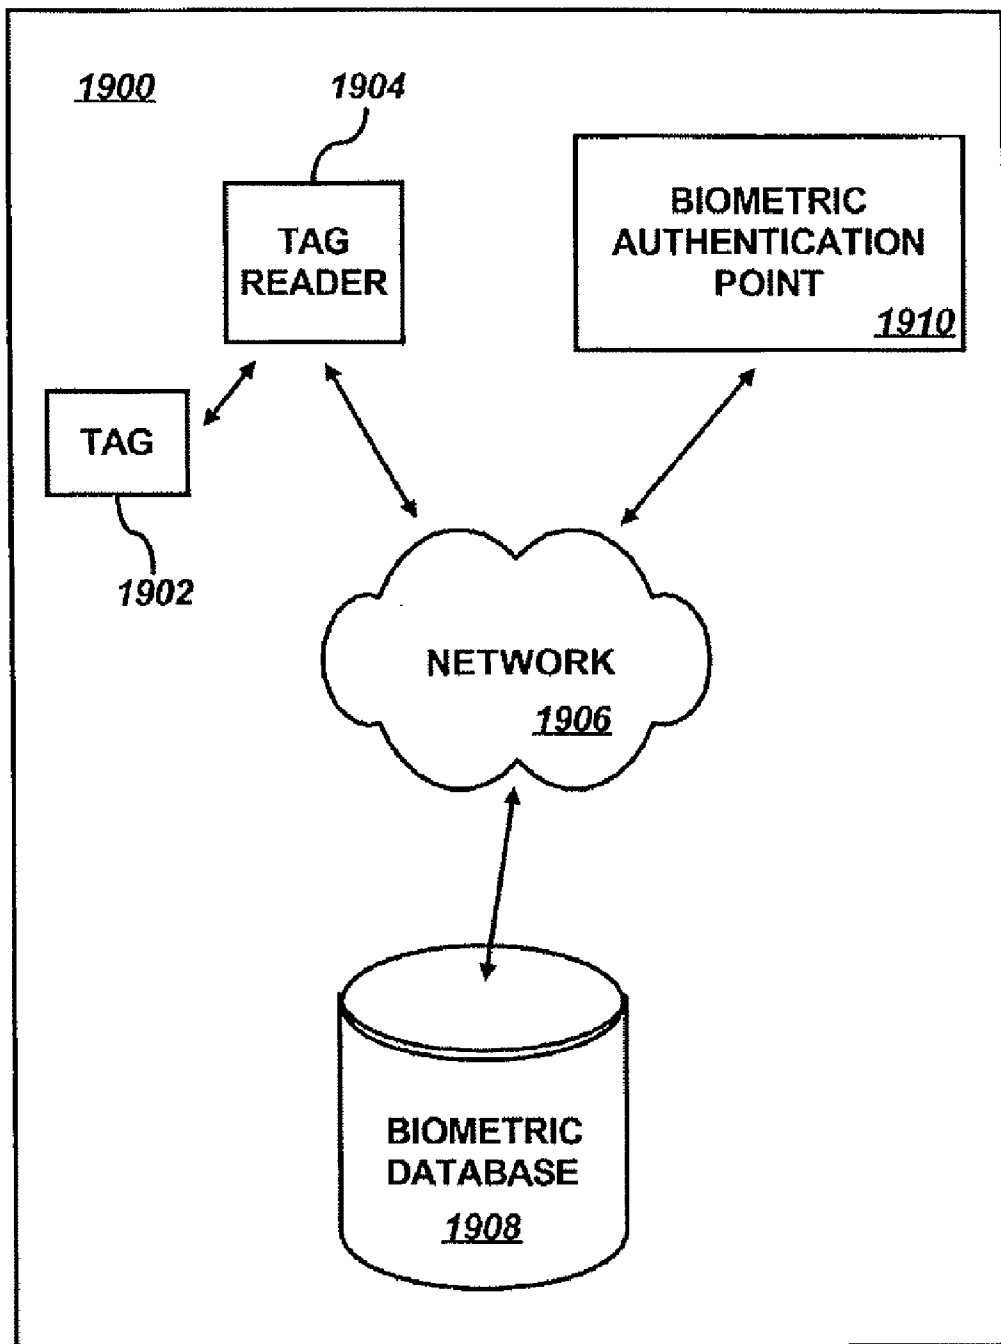 1900
1904
TAG
READER
BIOMETRIC
AUTHENTICATION
POINT
1910
TAG
1902
NETWORK
1906
BIOMETRIC
DATABASE
1908